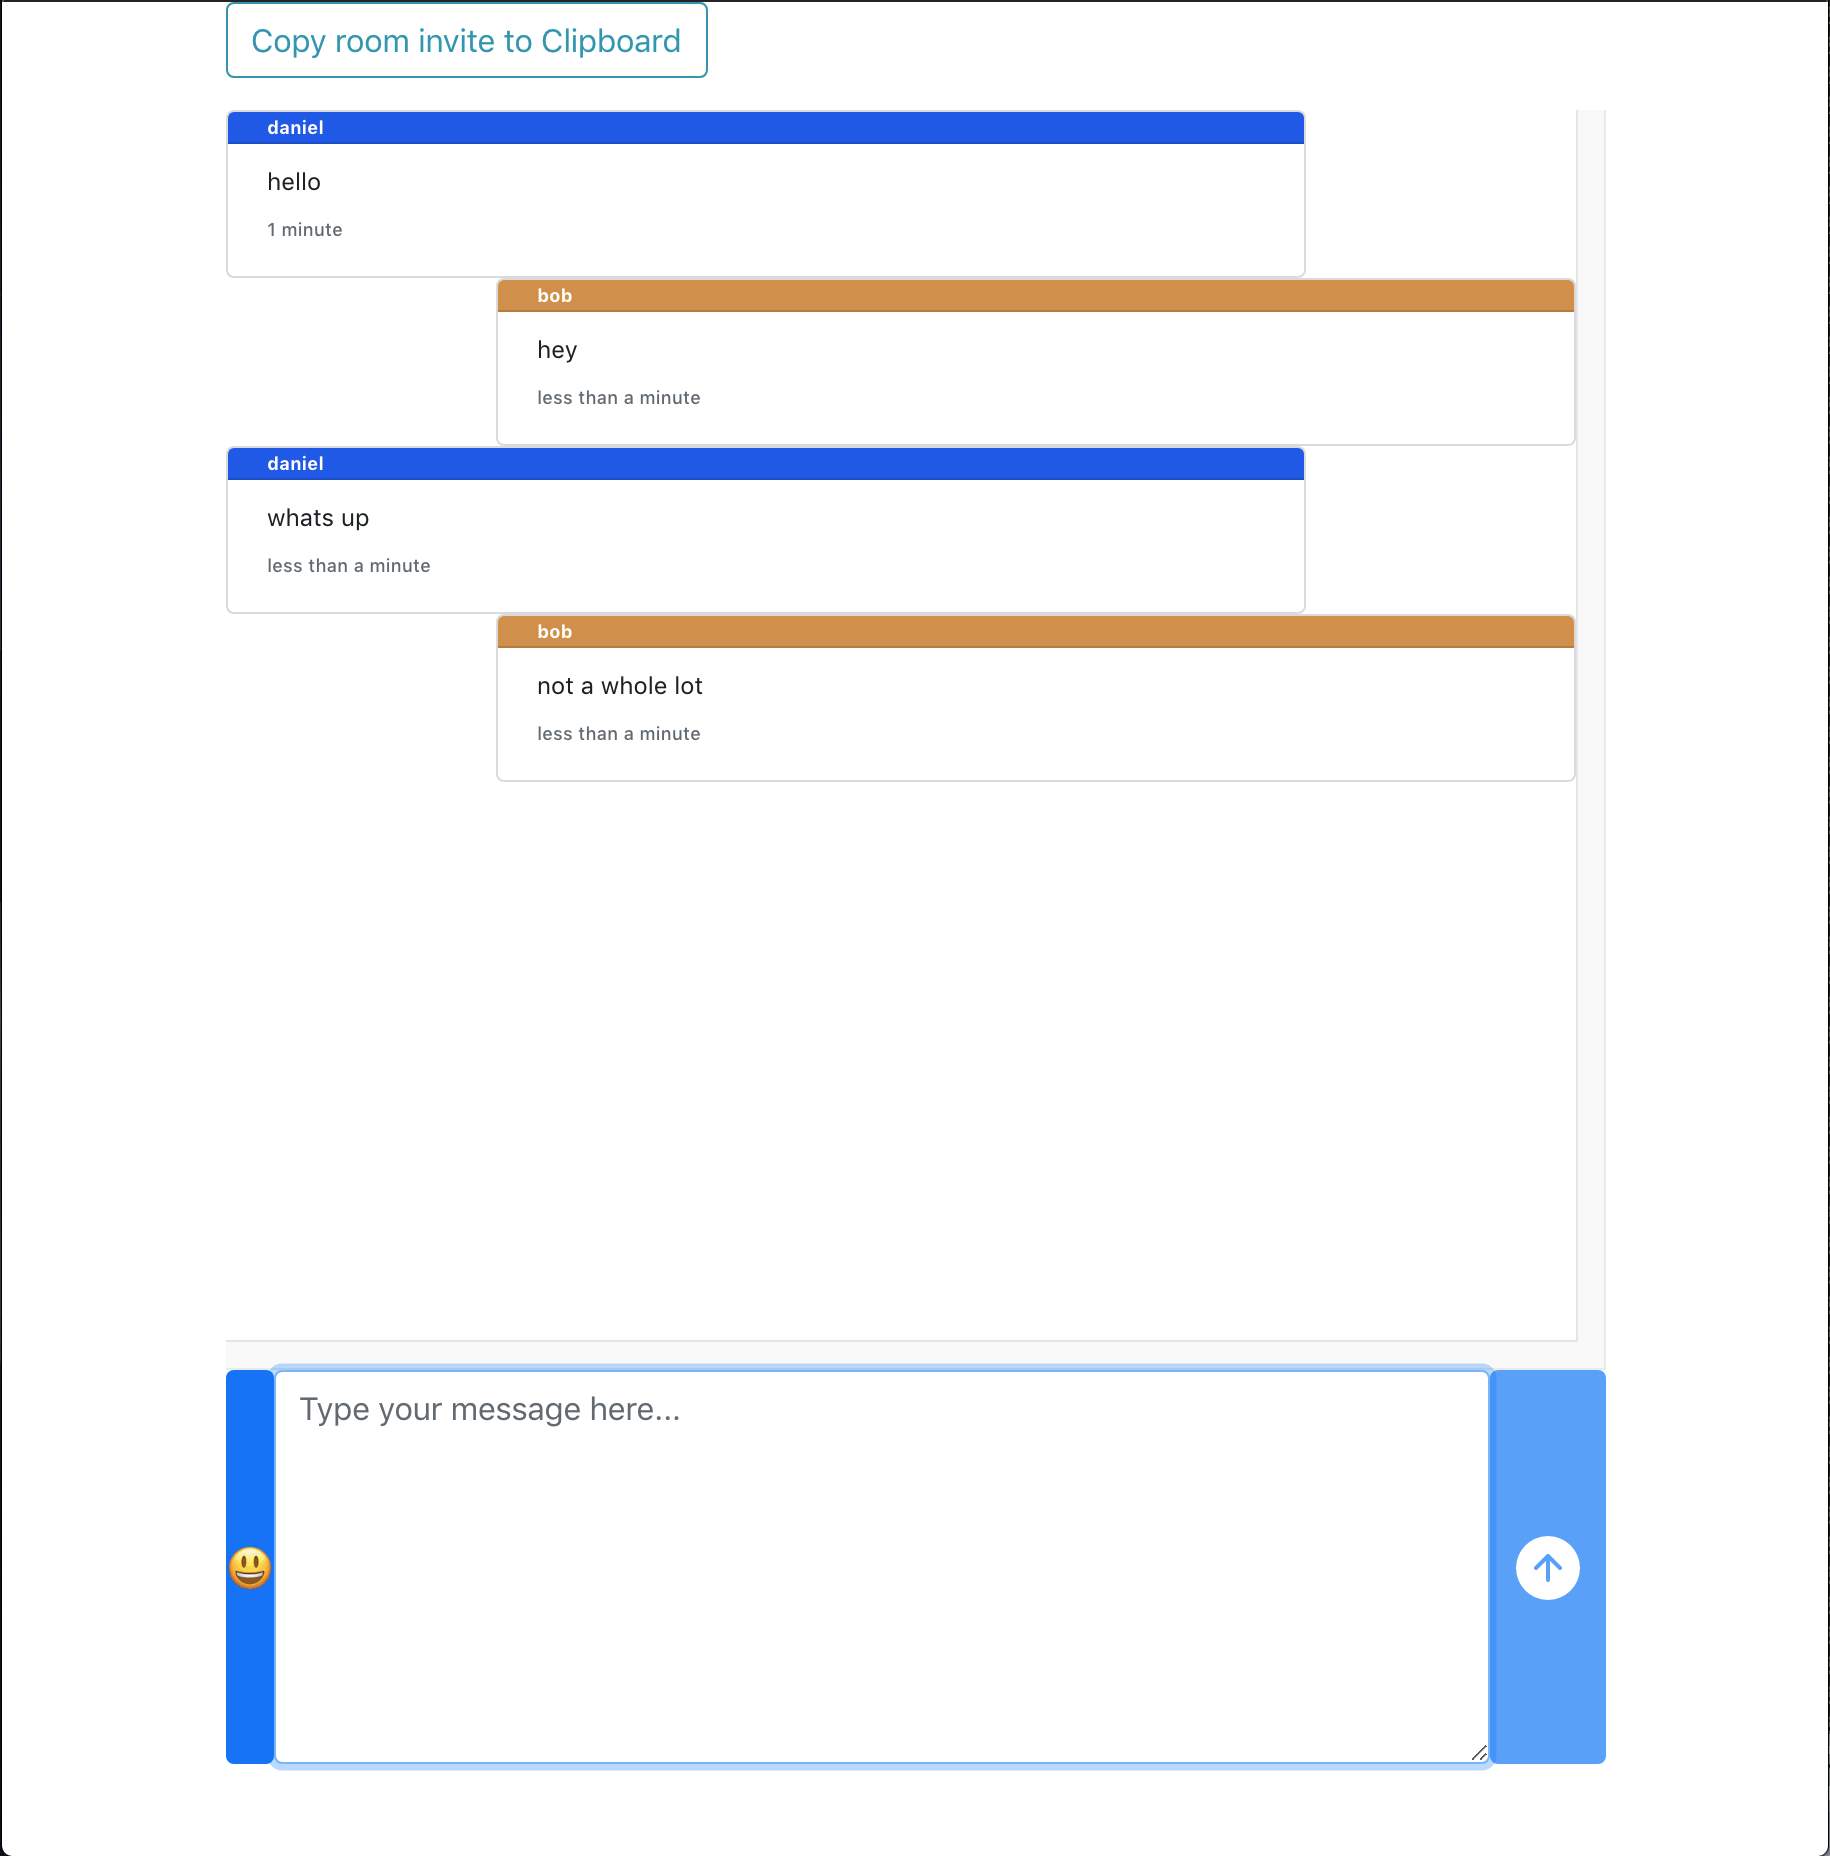 Copy room invite to Clipboard
daniel
hello
1 minute
bob
hey
less than a minute
daniel
whats up
less than a minute
bob
not a whole lot
less than a minute
Type your message here...